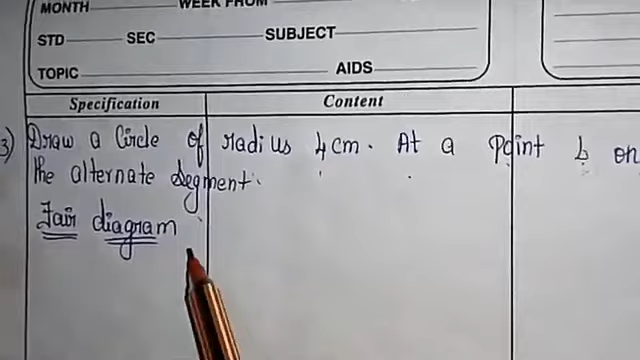 MONTH WEEK FROM
STD SEC SUBJECT
TOPIC AIDS
Specification Content
3) Draw a Circle of radius 4cm. At a point L on
the alternate segment.
Fair diagram